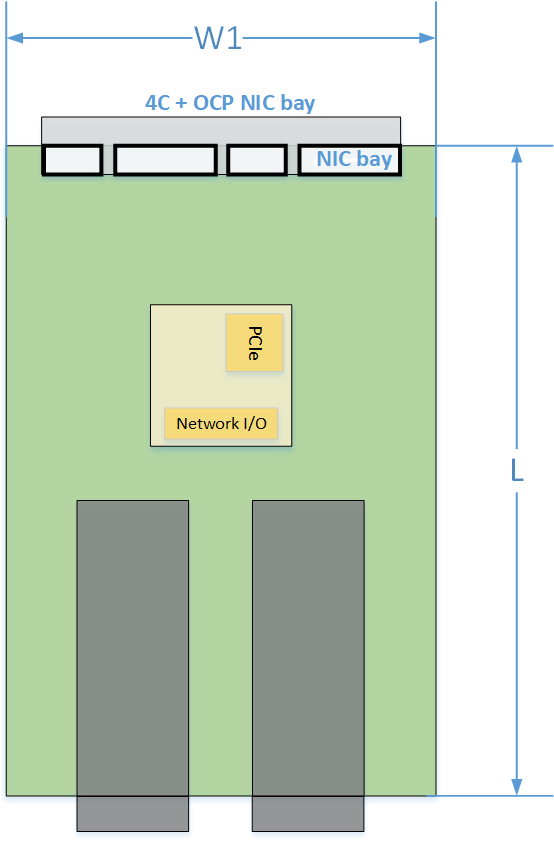 W1
4C + OCP NIC bay
NIC bay
PCIe
Network I/O
L